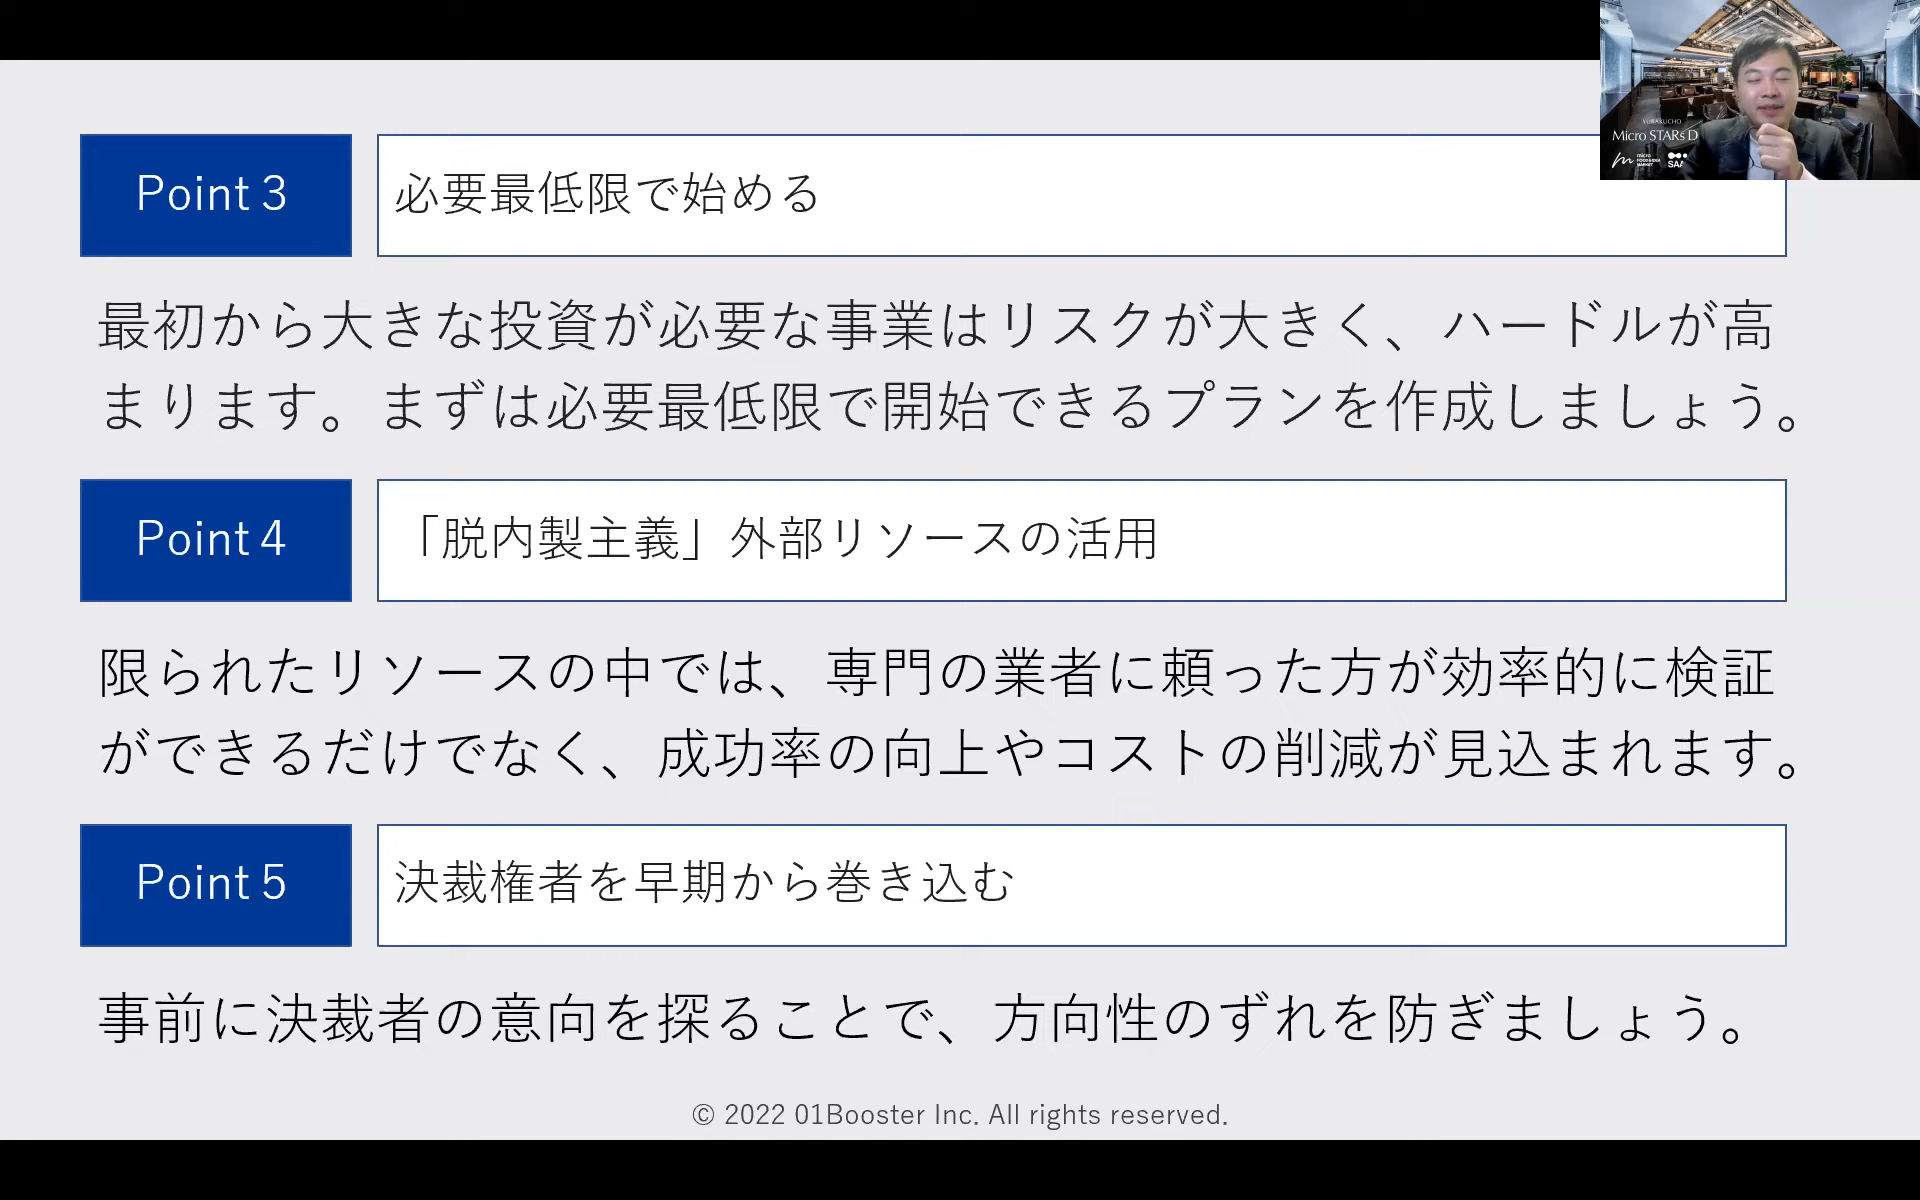 YURAKUCHO
Micro STARs D
micro
FOOD&IDEA
MARKET
SAAI
Point 3
必要最低限で始める
最初から大きな投資が必要な事業はリスクが大きく、ハードルが高
まります。まずは必要最低限で開始できるプランを作成しましょう。
Point 4
「脱内製主義」外部リソースの活用
限られたリソースの中では、専門の業者に頼った方が効率的に検証
ができるだけでなく、成功率の向上やコストの削減が見込まれます。
Point 5
決裁権者を早期から巻き込む
事前に決裁者の意向を探ることで、方向性のずれを防ぎましょう。
© 2022 01Booster Inc. All rights reserved.